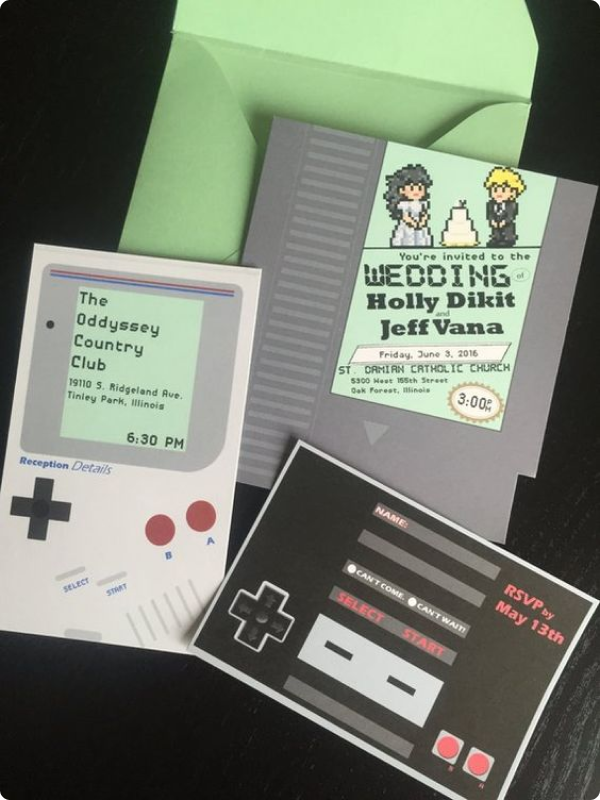 You're invited to the
WEDDING of
Holly Dikit
and
Jeff Vana
Friday, June 3, 2016
ST. DAMIAN CATHOLIC CHURCH
5300 West 155th Street
Oak Forest, Illinois
3:00PM
The
Oddyssey
Country
Club
19110 S. Ridgeland Ave.
Tinley Park, Illinois
6:30 PM
Reception Details
B
A
SELECT
START
NAME:
CAN'T COME. CAN'T WAIT!
SELECT START
RSVP by
May 13th